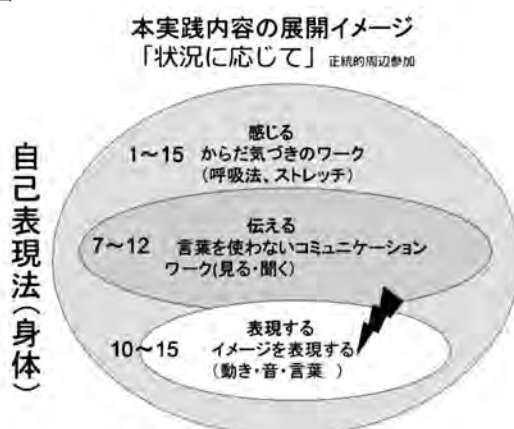 本実践内容の展開イメージ
「状況に応じて」 正統的周辺参加
自己表現法(身体)
感じる
1~15 からだ気づきのワーク
(呼吸法、ストレッチ)
伝える
7~12 言葉を使わないコミュニケーション
ワーク(見る・聞く)
表現する
10~15 イメージを表現する
(動き・音・言葉 )